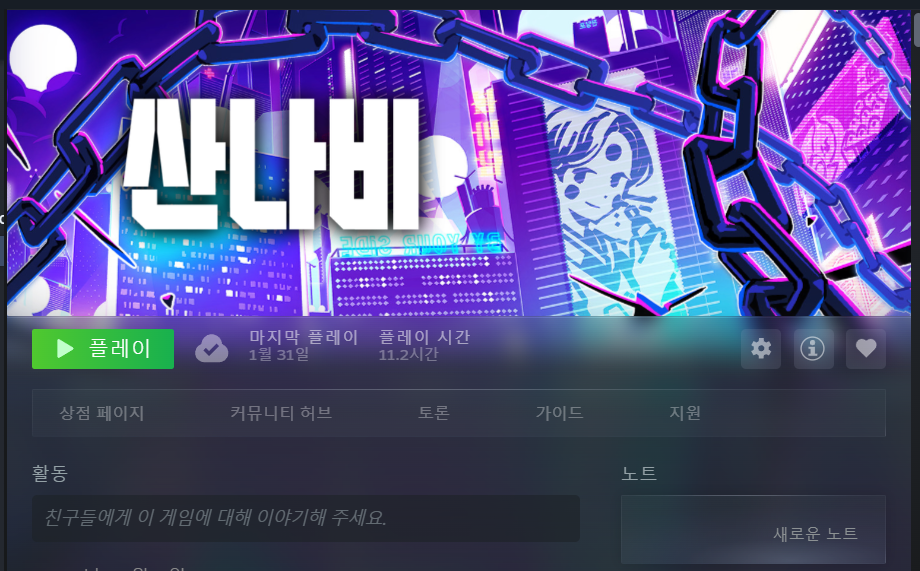 산나비
플레이
마지막 플레이
1월 31일
플레이 시간
11.2시간
상점 페이지
커뮤니티 허브
토론
가이드
지원
활동
노트
친구들에게 이 게임에 대해 이야기해 주세요.
새로운 노트